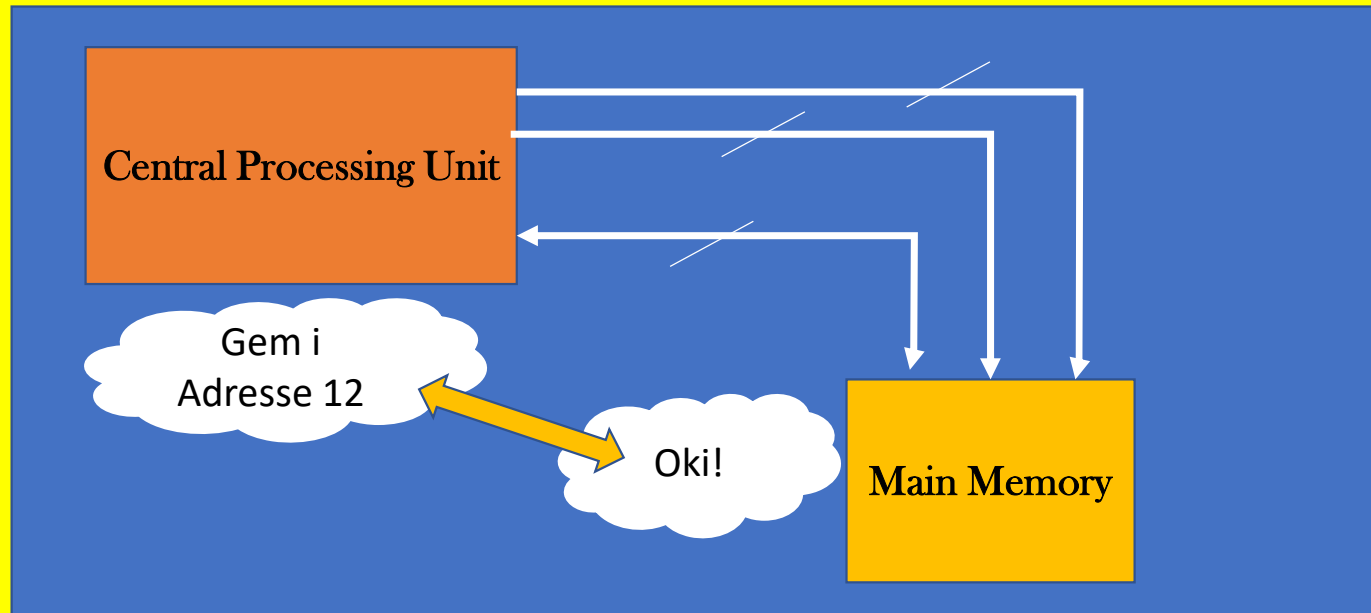 Central Processing Unit
Gem i
Adresse 12
Oki!
Main Memory